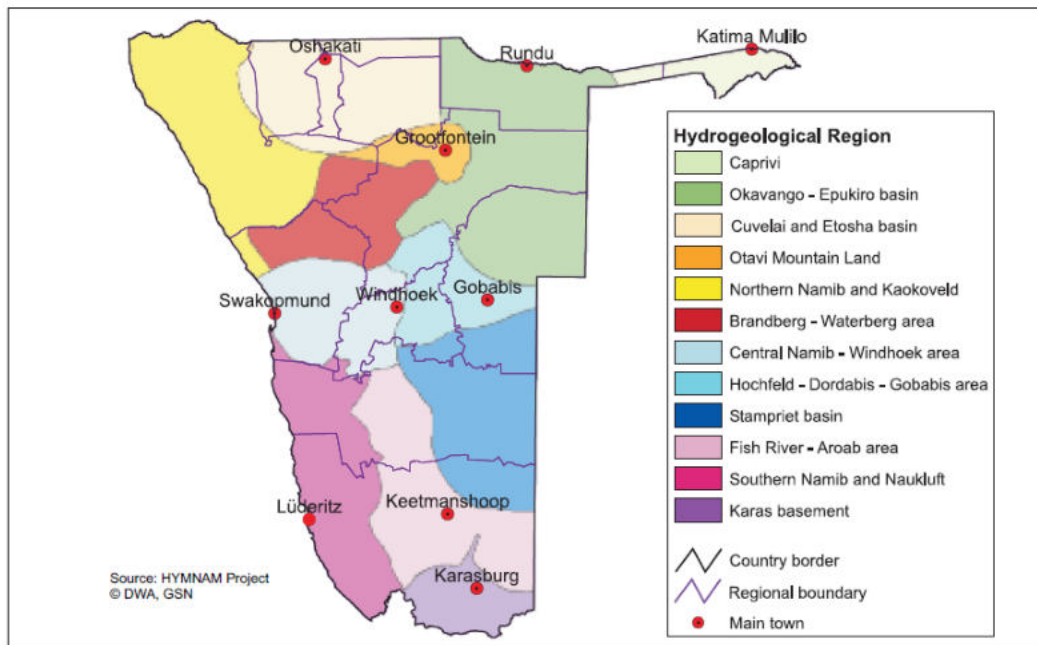 Oshakati
Rundu
Katima Mulilo
Grootfontein
Swakopmund
Windhoek
Gobabis
Lüderitz
Keetmanshoop
Karasburg
Source: HYMNAM Project
© DWA, GSN
Hydrogeological Region
Caprivi
Okavango - Epukiro basin
Cuvelai and Etosha basin
Otavi Mountain Land
Northern Namib and Kaokoveld
Brandberg - Waterberg area
Central Namib - Windhoek area
Hochfeld - Dordabis - Gobabis area
Stampriet basin
Fish River - Aroab area
Southern Namib and Naukluft
Karas basement
Country border
Regional boundary
Main town